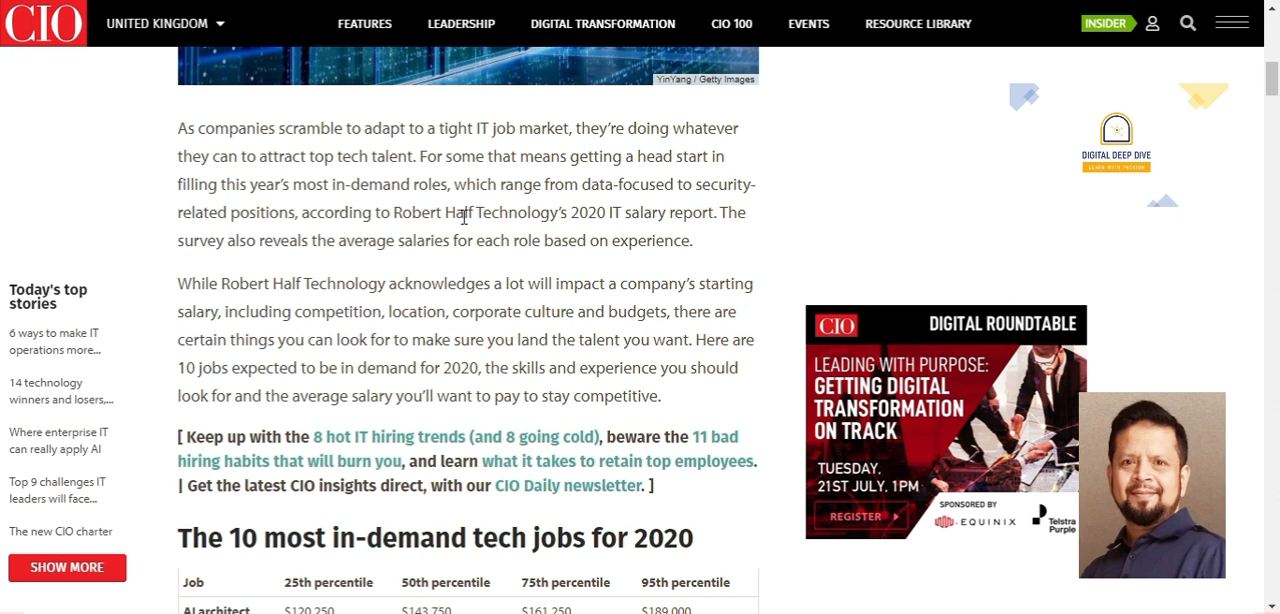 CIO
UNITED KINGDOM
FEATURES
LEADERSHIP
DIGITAL TRANSFORMATION
CIO 100
EVENTS
RESOURCE LIBRARY
INSIDER
YinYang / Getty Images
As companies scramble to adapt to a tight IT job market, they’re doing whatever
they can to attract top tech talent. For some that means getting a head start in
filling this year’s most in-demand roles, which range from data-focused to security-
related positions, according to Robert Half Technology’s 2020 IT salary report. The
survey also reveals the average salaries for each role based on experience.
While Robert Half Technology acknowledges a lot will impact a company’s starting
salary, including competition, location, corporate culture and budgets, there are
certain things you can look for to make sure you land the talent you want. Here are
10 jobs expected to be in demand for 2020, the skills and experience you should
look for and the average salary you’ll want to pay to stay competitive.
[ Keep up with the 8 hot IT hiring trends (and 8 going cold), beware the 11 bad
hiring habits that will burn you, and learn what it takes to retain top employees.
| Get the latest CIO insights direct, with our CIO Daily newsletter. ]
The 10 most in-demand tech jobs for 2020
Job 25th percentile 50th percentile 75th percentile 95th percentile
AI architect $120,250 $143,750 $161,250 $189,000
Today's top
stories
6 ways to make IT
operations more...
14 technology
winners and losers,...
Where enterprise IT
can really apply AI
Top 9 challenges IT
leaders will face...
The new CIO charter
SHOW MORE
DIGITAL DEEP DIVE
LEARN WITH PRECISION
CIO
DIGITAL ROUNDTABLE
LEADING WITH PURPOSE:
GETTING DIGITAL
TRANSFORMATION
ON TRACK
TUESDAY,
21ST JULY, 1PM
REGISTER
SPONSORED BY
EQUINIX
Telstra
Purple